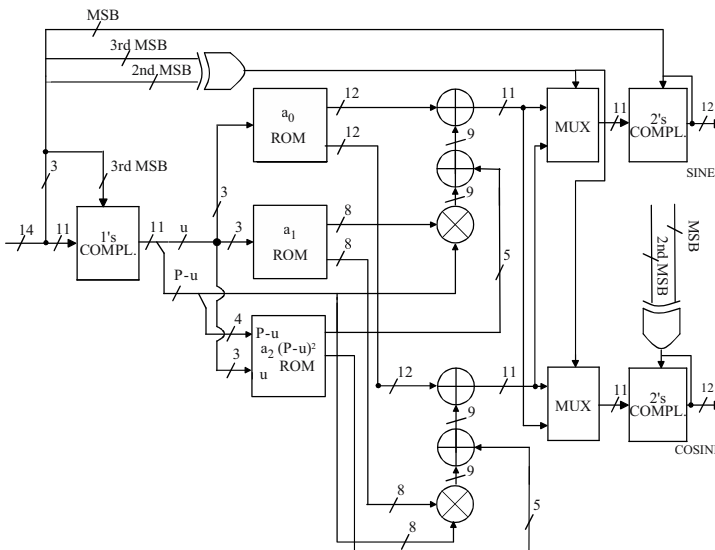 MSB
3rd MSB
2nd MSB
12
a0
ROM
12
9
11
MUX
11
2's
COMPL.
12
SINE
3
3rd MSB
3
9
14
11
1's
COMPL.
11
u
3
a1
ROM
8
8
5
P-u
4
3
P-u
u
a2 (P-u)²
ROM
MSB
2nd MSB
12
11
MUX
11
2's
COMPL.
12
COSINE
9
9
8
8
5